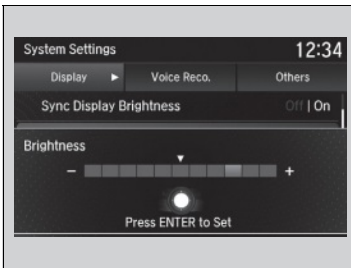 System Settings 12:34
Display ► Voice Reco. Others
Sync Display Brightness Off | On
Brightness
− +
Press ENTER to Set